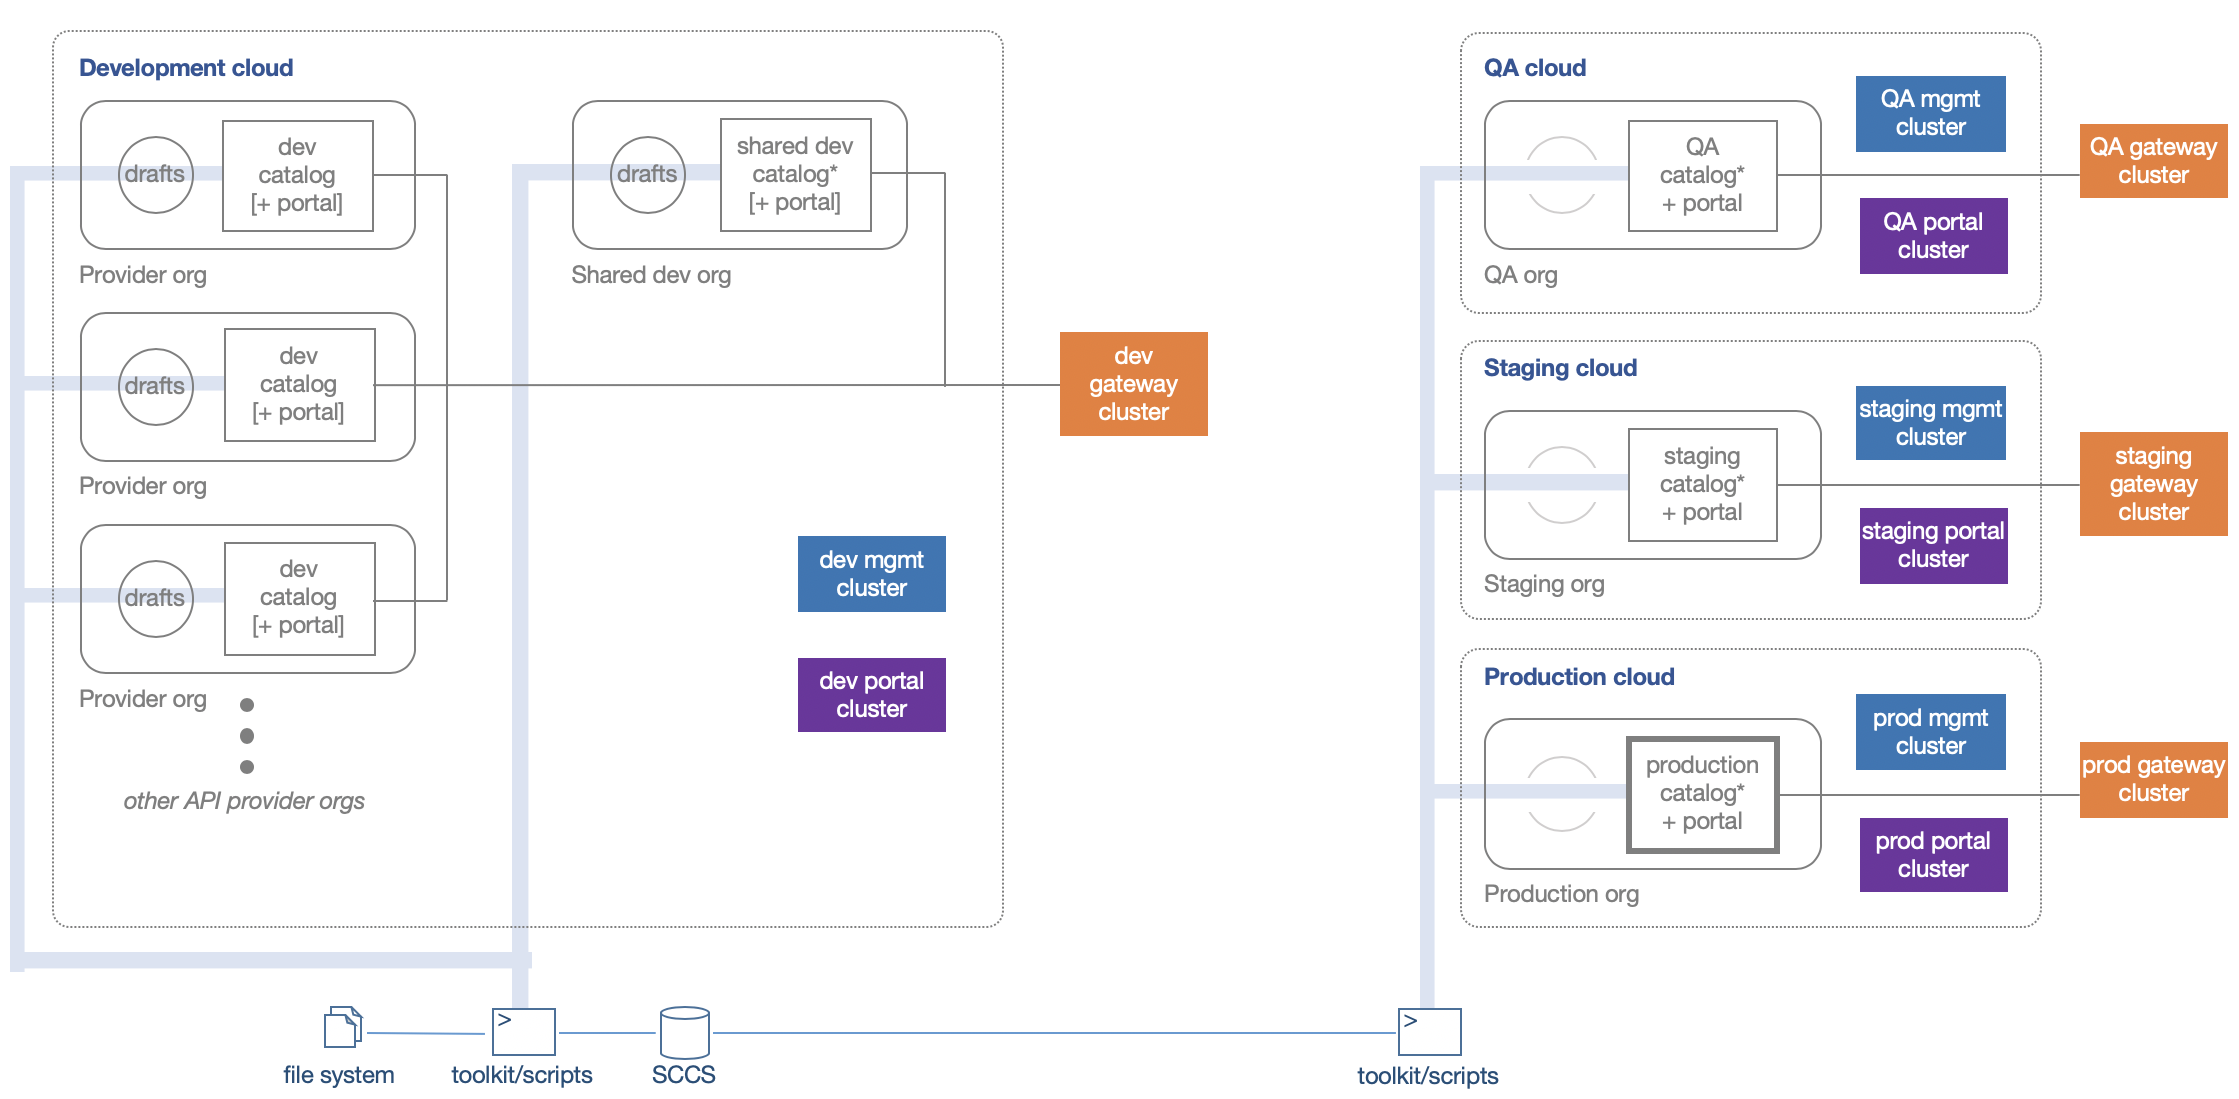 Development cloud
drafts
dev
catalog
[+ portal]
Provider org
drafts
dev
catalog
[+ portal]
Provider org
drafts
dev
catalog
[+ portal]
Provider org
other API provider orgs
drafts
shared dev
catalog*
[+ portal]
Shared dev org
dev
gateway
cluster
dev mgmt
cluster
dev portal
cluster
QA cloud
QA
catalog*
+ portal
QA org
QA mgmt
cluster
QA portal
cluster
QA gateway
cluster
Staging cloud
staging
catalog*
+ portal
Staging org
staging mgmt
cluster
staging portal
cluster
staging
gateway
cluster
Production cloud
production
catalog*
+ portal
Production org
prod mgmt
cluster
prod portal
cluster
prod gateway
cluster
file system
>
toolkit/scripts
SCCS
>
toolkit/scripts